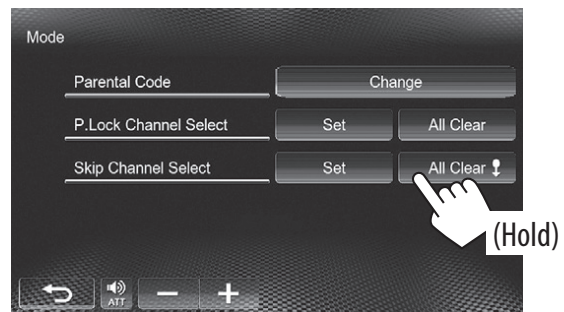 Mode
Parental Code Change
P.Lock Channel Select Set All Clear
Skip Channel Select Set All Clear
(Hold)
ATT